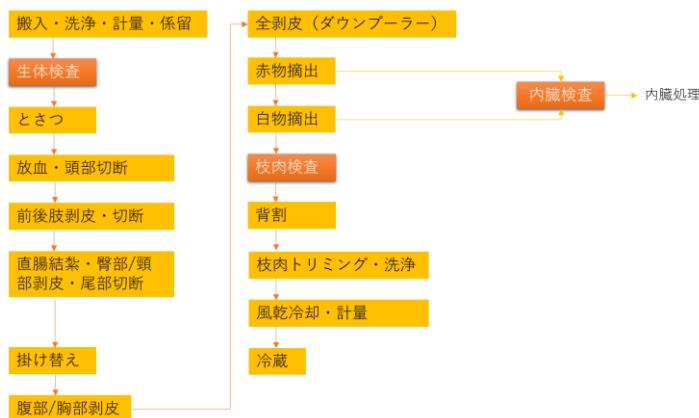 搬入・洗浄・計量・係留
生体検査
とさつ
放血・頭部切断
前後肢剥皮・切断
直腸結紮・臀部/頸
部剥皮・尾部切断
掛け替え
腹部/胸部剥皮
全剥皮（ダウンプーラー）
赤物摘出
白物摘出
枝肉検査
背割
枝肉トリミング・洗浄
風乾冷却・計量
冷蔵
内臓検査
内臓処理